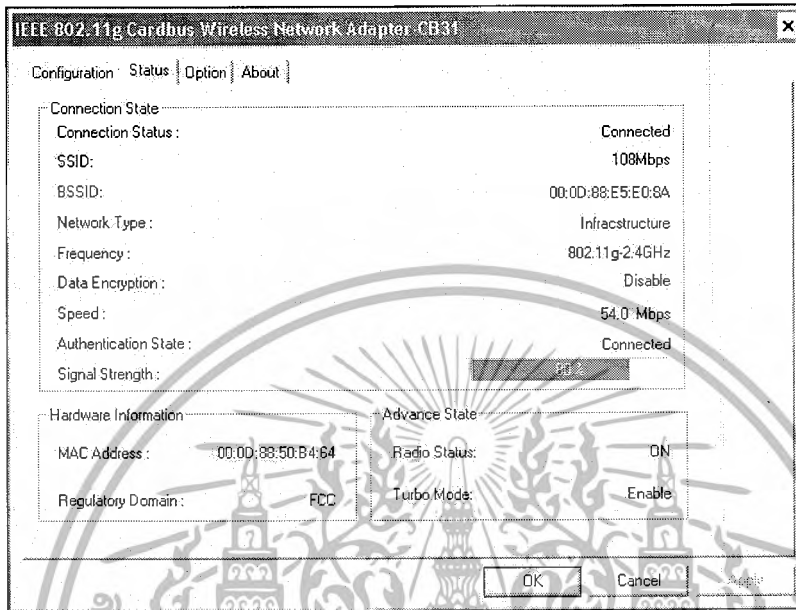 IEEE 802.11g Cardbus Wireless Network Adapter-CB31
Configuration Status Option About
Connection State
Connection Status : Connected
SSID: 108Mbps
BSSID: 00:0D:88:E5:E0:8A
Network Type : Infracstructure
Frequency : 802.11g-2.4GHz
Data Encryption : Disable
Speed : 54.0 Mbps
Authentication State : Connected
Signal Strength :
Hardware Information
MAC Address : 00:0D:88:50:B4:64
Regulatory Domain : FCC
Advance State
Radio Status: ON
Turbo Mode: Enable
OK Cancel Apply